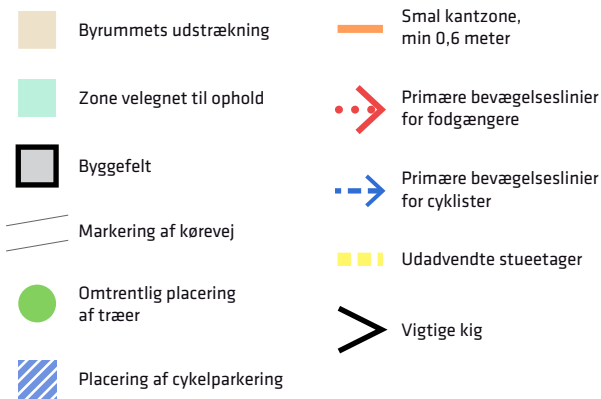 Byrummets udstrækning
Zone velegnet til ophold
Byggefelt
Markering af kørevej
Omtrentlig placering
af træer
Placering af cykelparkering
Smal kantzone,
min 0,6 meter
Primære bevægelseslinier
for fodgængere
Primære bevægelseslinier
for cyklister
Udadvendte stueetager
Vigtige kig